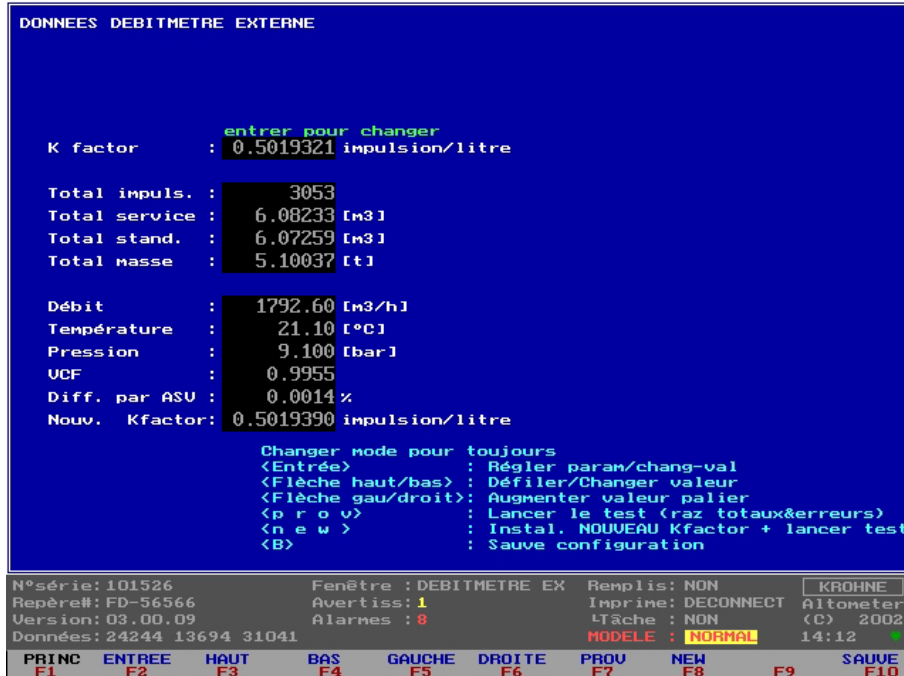 DONNEES DEBITMETRE EXTERNE
entrer pour changer
K factor : 0.5019321 impulsion/litre
Total impuls. : 3053
Total service : 6.08233 [m3]
Total stand. : 6.07259 [m3]
Total masse : 5.10037 [t]
Débit : 1792.60 [m3/h]
Température : 21.10 [°C]
Pression : 9.100 [bar]
VCF : 0.9955
Diff. par ASV : 0.0014 %
Nouv. Kfactor: 0.5019390 impulsion/litre
Changer mode pour toujours
<Entrée> : Régler param/chang-val
<Flèche haut/bas> : Défiler/Changer valeur
<Flèche gau/droit>: Augmenter valeur palier
<p r o v> : Lancer le test (raz totaux&erreurs)
<n e w > : Instal. NOUVEAU Kfactor + lancer test
<B> : Sauve configuration
N°série: 101526 Fenêtre :DEBITMETRE EX Remplis: NON KROHNE
Repère#: FD-56566 Avertiss: 1 Imprime: DECONNECT Altometer
Version: 03.00.09 Alarmes : 8 └Tâche : NON (C) 2002
Données: 24244 13694 31041 MODELE : NORMAL 14:12 ♥
PRINC ENTREE HAUT BAS GAUCHE DROITE PROV NEW SAUVE
F1 F2 F3 F4 F5 F6 F7 F8 F9 F10